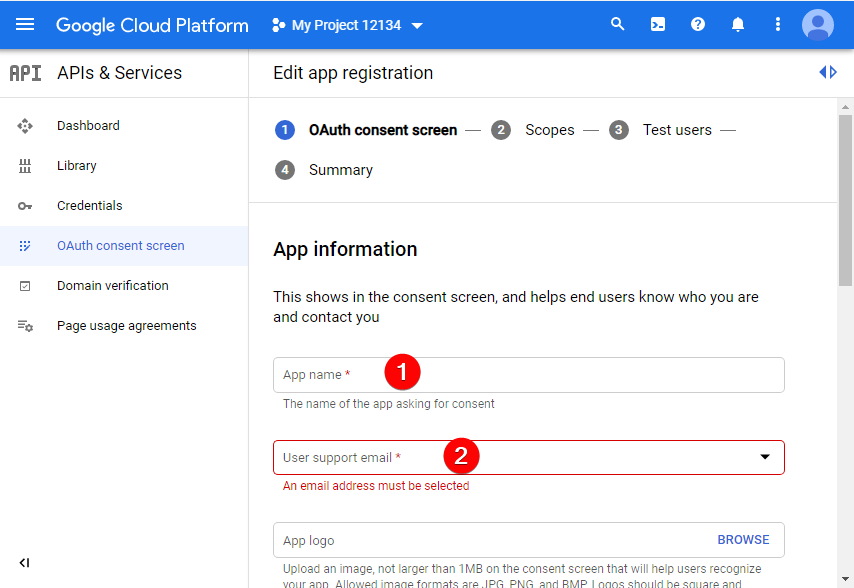 Google Cloud Platform
My Project 12134
API APIs & Services
Edit app registration
Dashboard
Library
Credentials
OAuth consent screen
Domain verification
Page usage agreements
1 OAuth consent screen — 2 Scopes — 3 Test users —
4 Summary
App information
This shows in the consent screen, and helps end users know who you are
and contact you
App name * 1
The name of the app asking for consent
User support email * 2
An email address must be selected
App logo BROWSE
Upload an image, not larger than 1MB on the consent screen that will help users recognize
your app. Allowed image formats are JPG, PNG, and BMP. Logos should be square and